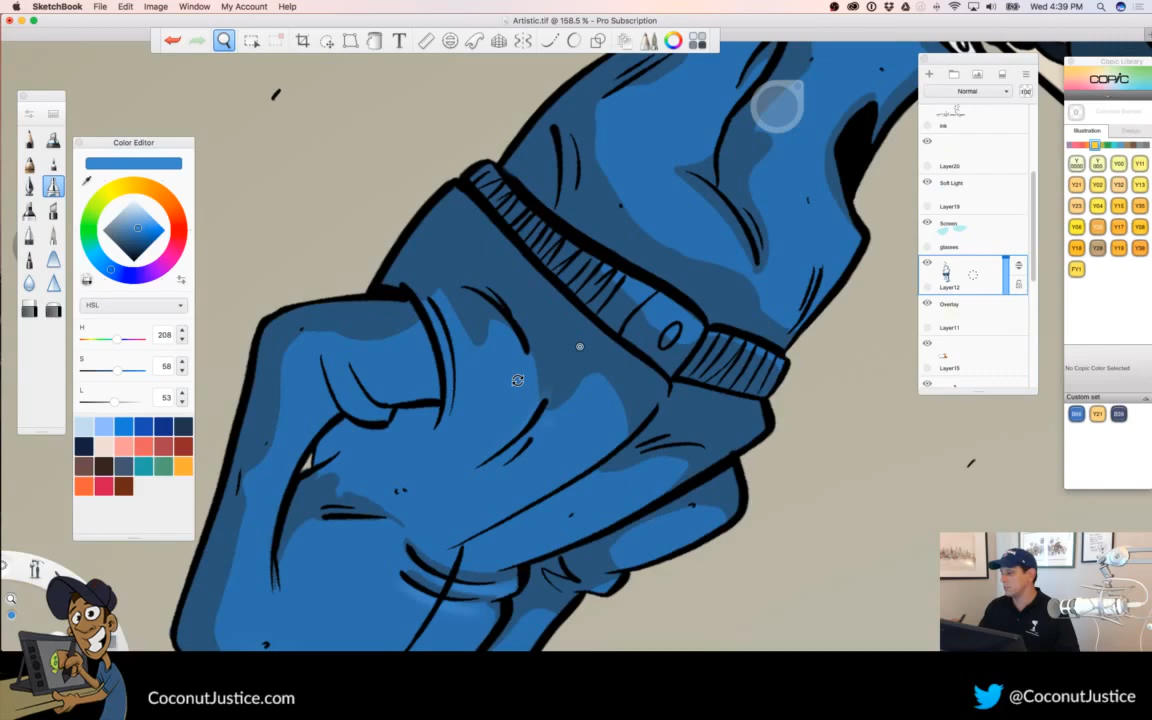 SketchBook File Edit Image Window My Account Help
Wed 4:39 PM
Artistic.tif @ 158.5 % - Pro Subscription
T
Color Editor
HSL
H 208
S 58
L 53
Normal
ink
Layer20
Soft Light
Layer19
Screen
glasses
Layer12
Overlay
Layer11
Layer15
Copic Library
COPIC
Illustration Design
Y0000 Y000 Y00 Y11
Y21 Y02 Y32 Y13
Y23 Y04 Y15 Y35
Y06 Y26 Y17 Y08
Y18 Y28 Y19 Y38
FY1
No Copic Color Selected
Custom set
Y21
CoconutJustice.com
@CoconutJustice